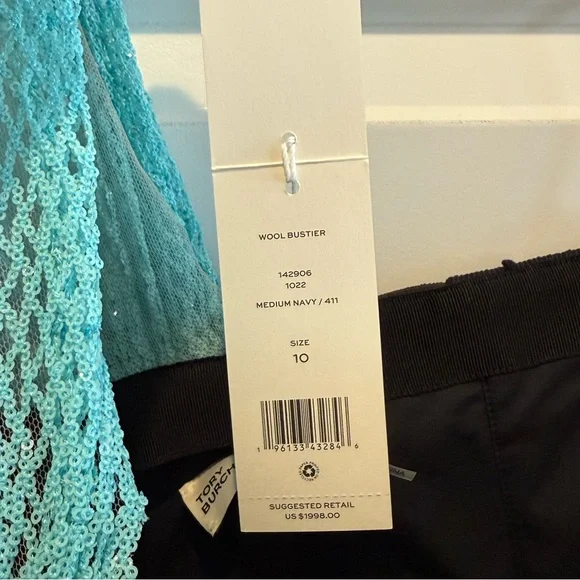 WOOL BUSTIER
142906
1022
MEDIUM NAVY / 411
SIZE
10
1 96133 43284 6
TORY
BURCH
SUGGESTED RETAIL
US $1998.00